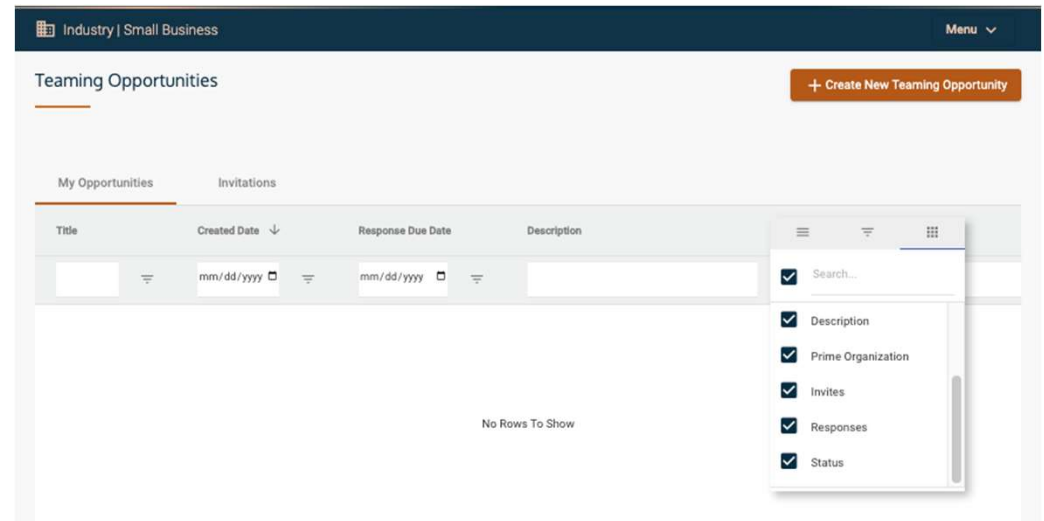 Industry | Small Business
Menu
Teaming Opportunities
+ Create New Teaming Opportunity
My Opportunities
Invitations
Title
Created Date
Response Due Date
Description
mm/dd/yyyy
mm/dd/yyyy
Search...
Description
Prime Organization
Invites
Responses
Status
No Rows To Show